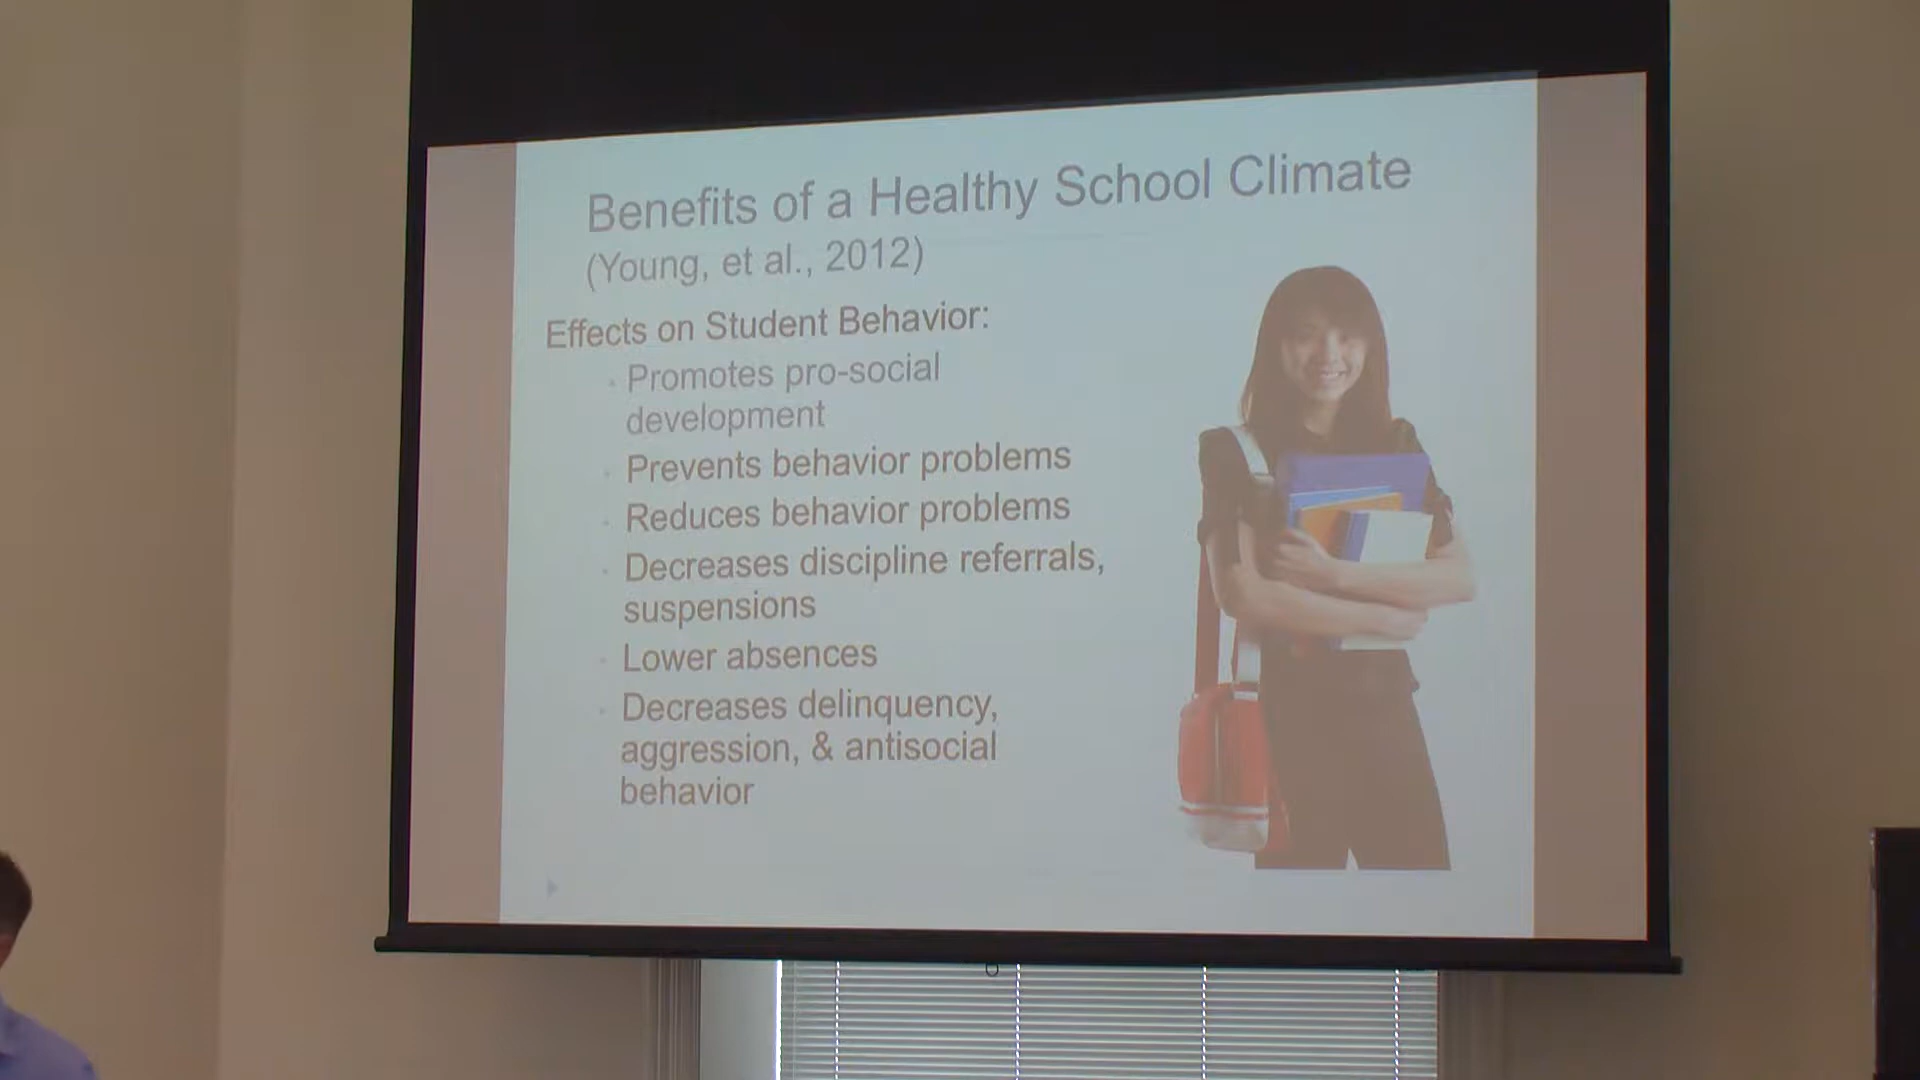 Benefits of a Healthy School Climate
(Young, et al., 2012)
Effects on Student Behavior:
Promotes pro-social
development
Prevents behavior problems
Reduces behavior problems
Decreases discipline referrals,
suspensions
Lower absences
Decreases delinquency,
aggression, & antisocial
behavior